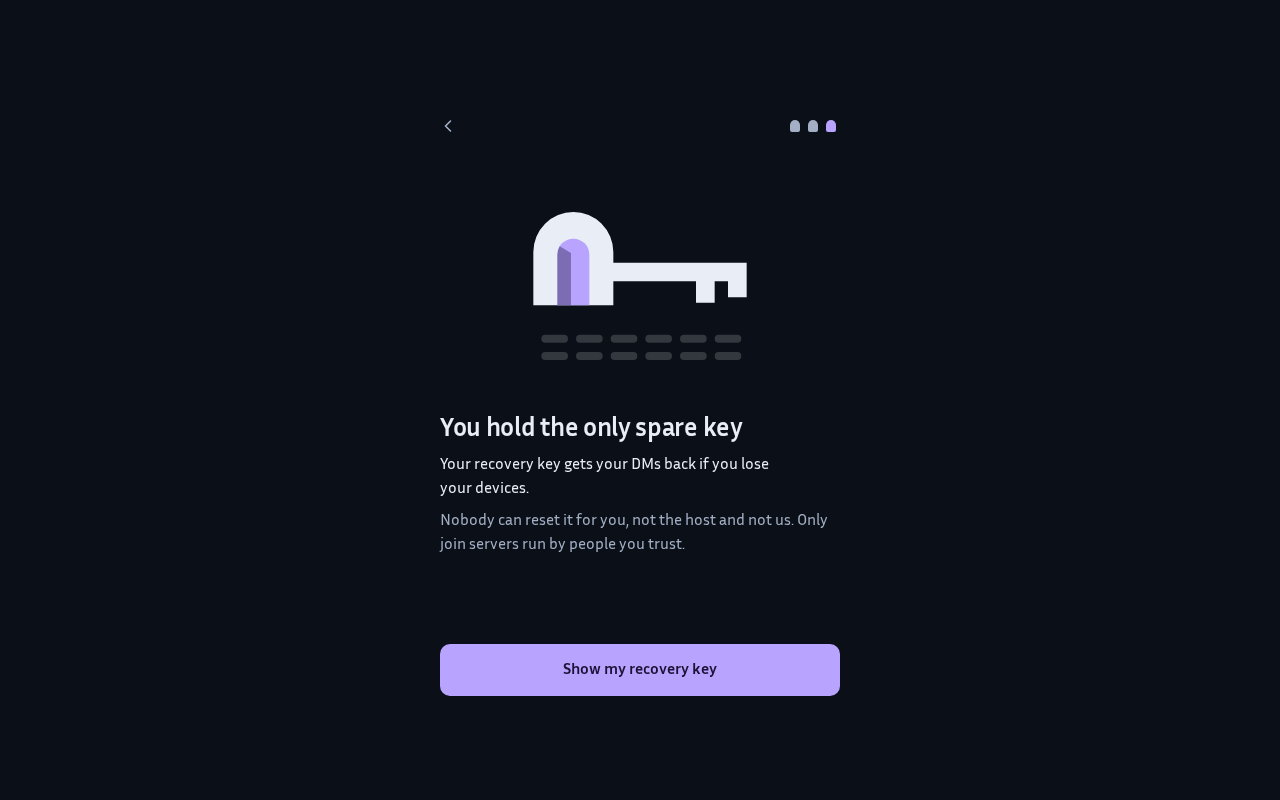 You hold the only spare key
Your recovery key gets your DMs back if you lose
your devices.
Nobody can reset it for you, not the host and not us. Only
join servers run by people you trust.
Show my recovery key